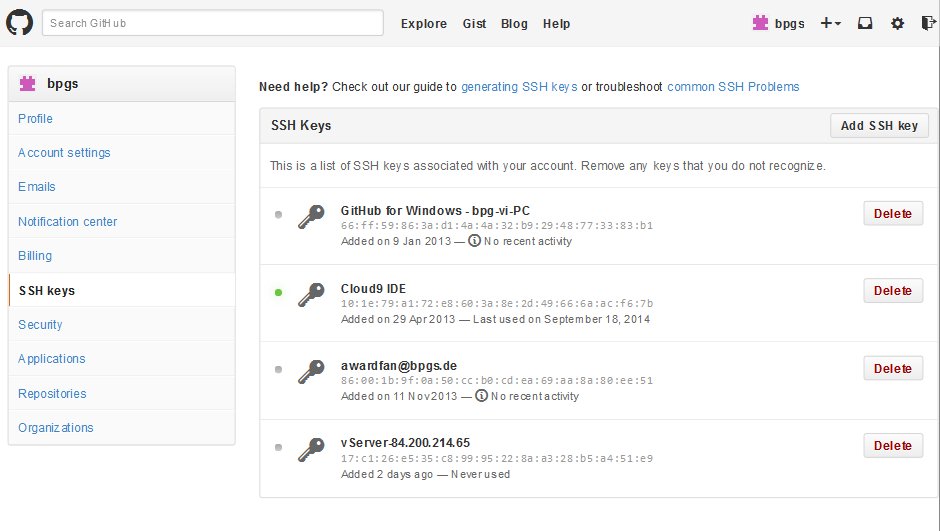 Search GitHub
Explore Gist Blog Help
bpgs
bpgs
Profile
Account settings
Emails
Notification center
Billing
SSH keys
Security
Applications
Repositories
Organizations
Need help? Check out our guide to generating SSH keys or troubleshoot common SSH Problems
SSH Keys
Add SSH key
This is a list of SSH keys associated with your account. Remove any keys that you do not recognize.
GitHub for Windows - bpg-vi-PC
66:ff:59:86:3a:d1:4a:4a:32:b9:29:48:77:33:83:b1
Added on 9 Jan 2013 — No recent activity
Delete
Cloud9 IDE
10:1e:79:a1:72:e8:60:3a:8e:2d:49:66:6a:ac:f6:7b
Added on 29 Apr 2013 — Last used on September 18, 2014
Delete
awardfan@bpgs.de
86:00:1b:9f:0a:50:cc:b0:cd:ea:69:aa:8a:80:ee:51
Added on 11 Nov 2013 — No recent activity
Delete
vServer-84.200.214.65
17:c1:26:e5:35:c8:99:95:22:8a:a3:28:b5:a4:51:e9
Added 2 days ago — Never used
Delete